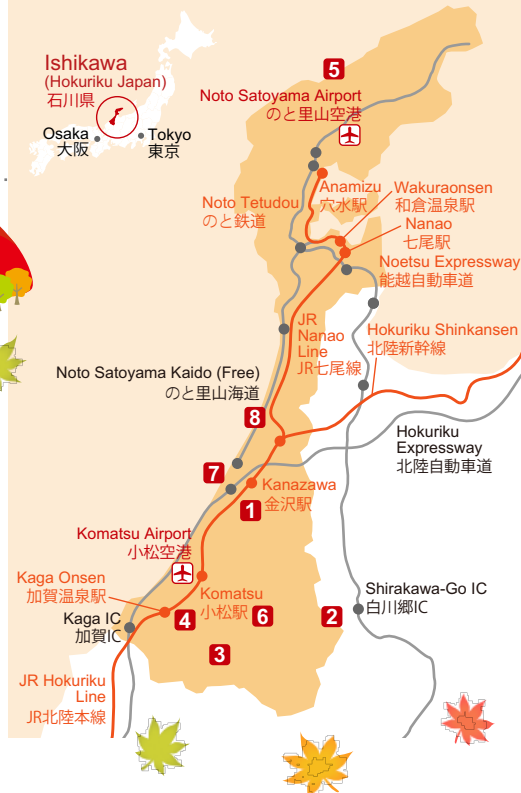 Ishikawa
(Hokuriku Japan)
石川県
Osaka
大阪
Tokyo
東京
5
Noto Satoyama Airport
のと里山空港
Anamizu
穴水駅
Wakuraonsen
和倉温泉駅
Noto Tetudou
のと鉄道
Nanao
七尾駅
Noetsu Expressway
能越自動車道
JR
Nanao
Line
JR七尾線
Hokuriku Shinkansen
北陸新幹線
Noto Satoyama Kaido (Free)
のと里山海道
8
Hokuriku
Expressway
北陸自動車道
7
Kanazawa
金沢駅
1
Komatsu Airport
小松空港
Kaga Onsen
加賀温泉駅
Komatsu
小松駅
Shirakawa-Go IC
白川郷IC
Kaga IC
加賀IC
4
6
2
3
JR Hokuriku
Line
JR北陸本線